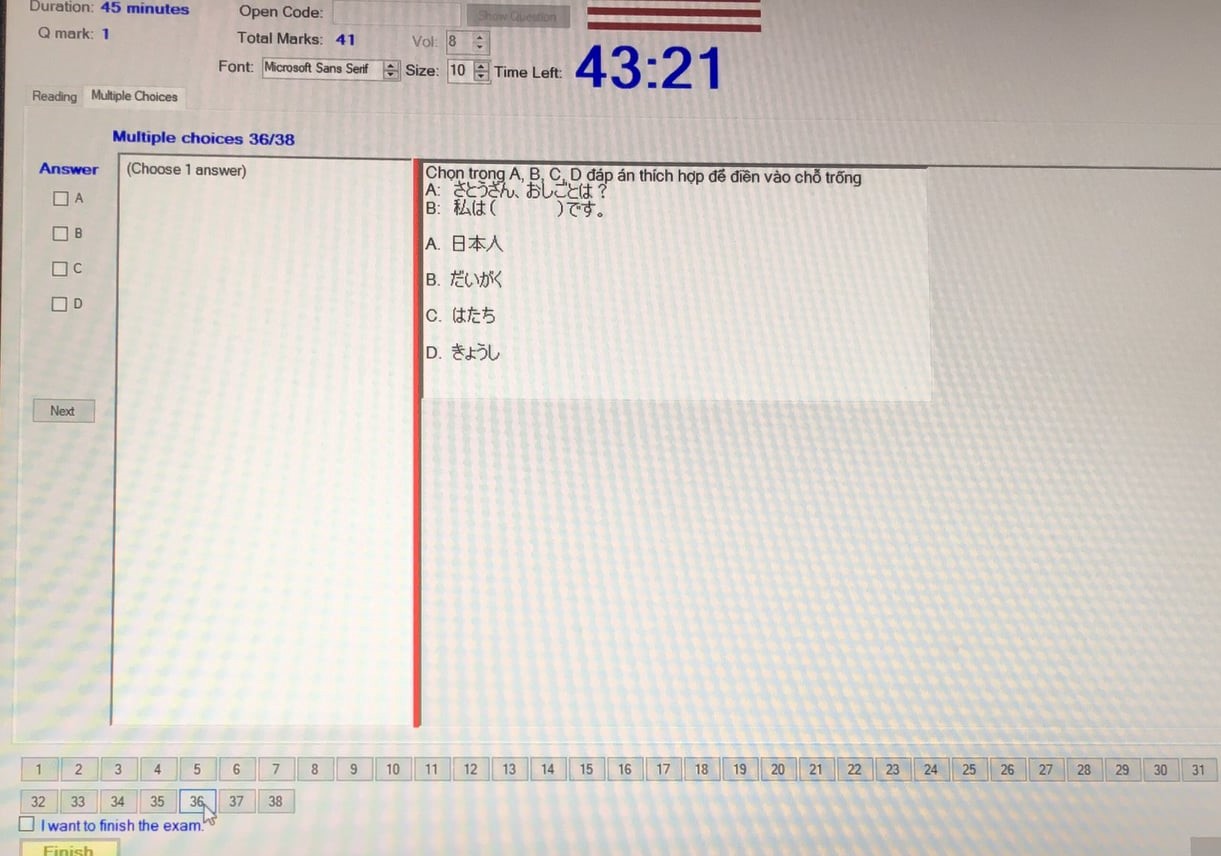 Duration: 45 minutes
Open Code:
Show Question
Q mark: 1
Total Marks: 41
Vol: 8
Font: Microsoft Sans Serif
Size: 10
Time Left: 43:21
Reading
Multiple Choices
Multiple choices 36/38
Answer
(Choose 1 answer)
A
B
C
D
Next
Chọn trong A, B, C, D đáp án thích hợp để điền vào chỗ trống
A: さとうさん、おしごとは？
B: 私は( )です。
A. 日本人
B. だいがく
C. はたち
D. きょうし
1 2 3 4 5 6 7 8 9 10 11 12 13 14 15 16 17 18 19 20 21 22 23 24 25 26 27 28 29 30 31
32 33 34 35 36 37 38
I want to finish the exam.
Finish